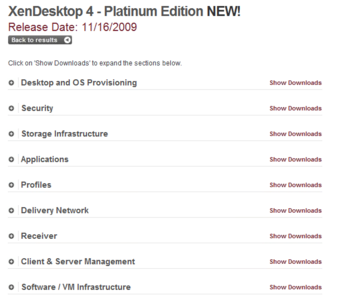 XenDesktop 4 - Platinum Edition NEW!
Release Date: 11/16/2009
Back to results
Click on 'Show Downloads' to expand the sections below.
Desktop and OS Provisioning Show Downloads
Security Show Downloads
Storage Infrastructure Show Downloads
Applications Show Downloads
Profiles Show Downloads
Delivery Network Show Downloads
Receiver Show Downloads
Client & Server Management Show Downloads
Software / VM Infrastructure Show Downloads